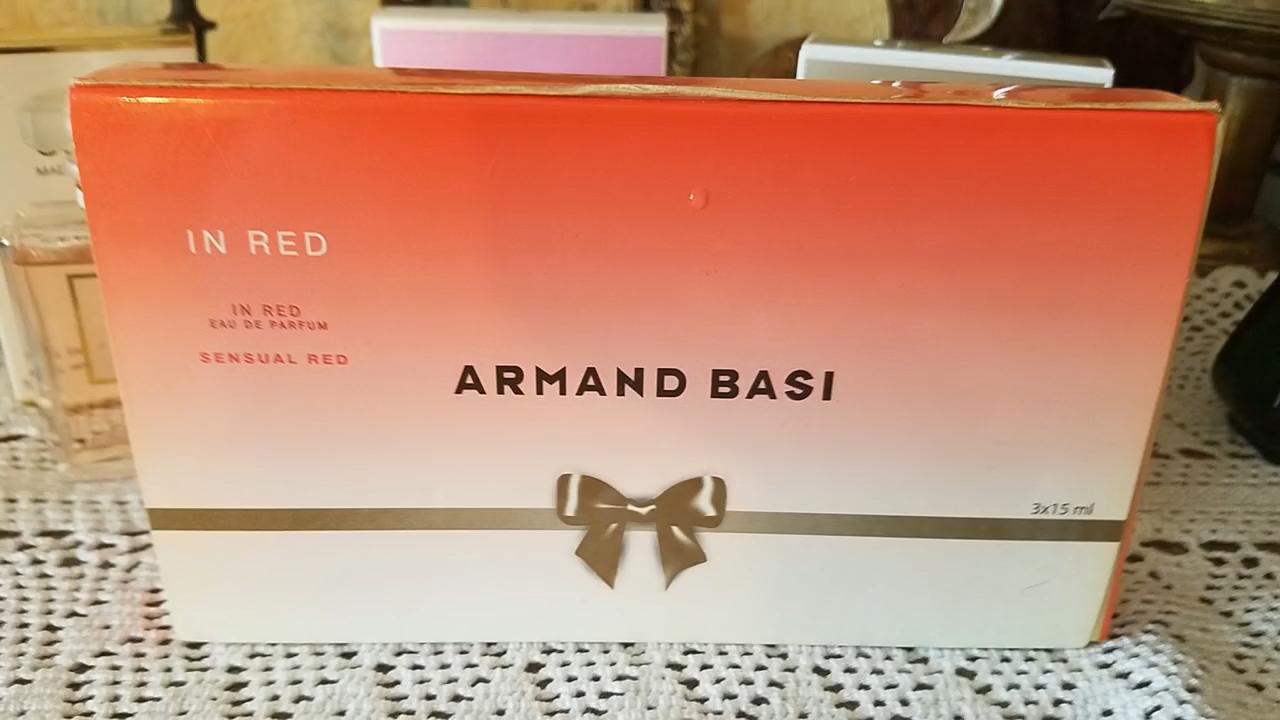 IN RED
IN RED
EAU DE PARFUM
SENSUAL RED
ARMAND BASI
3x15 ml